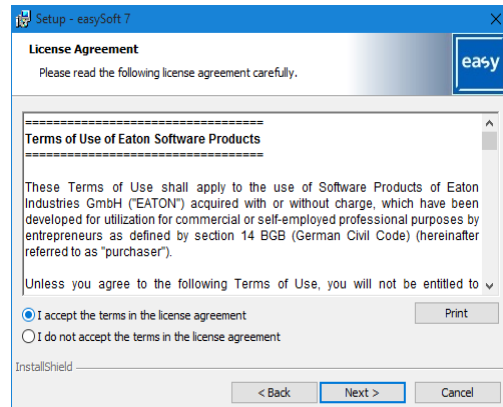 Setup - easySoft 7
License Agreement
Please read the following license agreement carefully.
easy
==================================
Terms of Use of Eaton Software Products
==================================
These Terms of Use shall apply to the use of Software Products of Eaton
Industries GmbH ("EATON") acquired with or without charge, which have been
developed for utilization for commercial or self-employed professional purposes by
entrepreneurs as defined by section 14 BGB (German Civil Code) (hereinafter
referred to as "purchaser").
Unless you agree to the following Terms of Use, you will not be entitled to
I accept the terms in the license agreement
Print
I do not accept the terms in the license agreement
InstallShield
< Back
Next >
Cancel